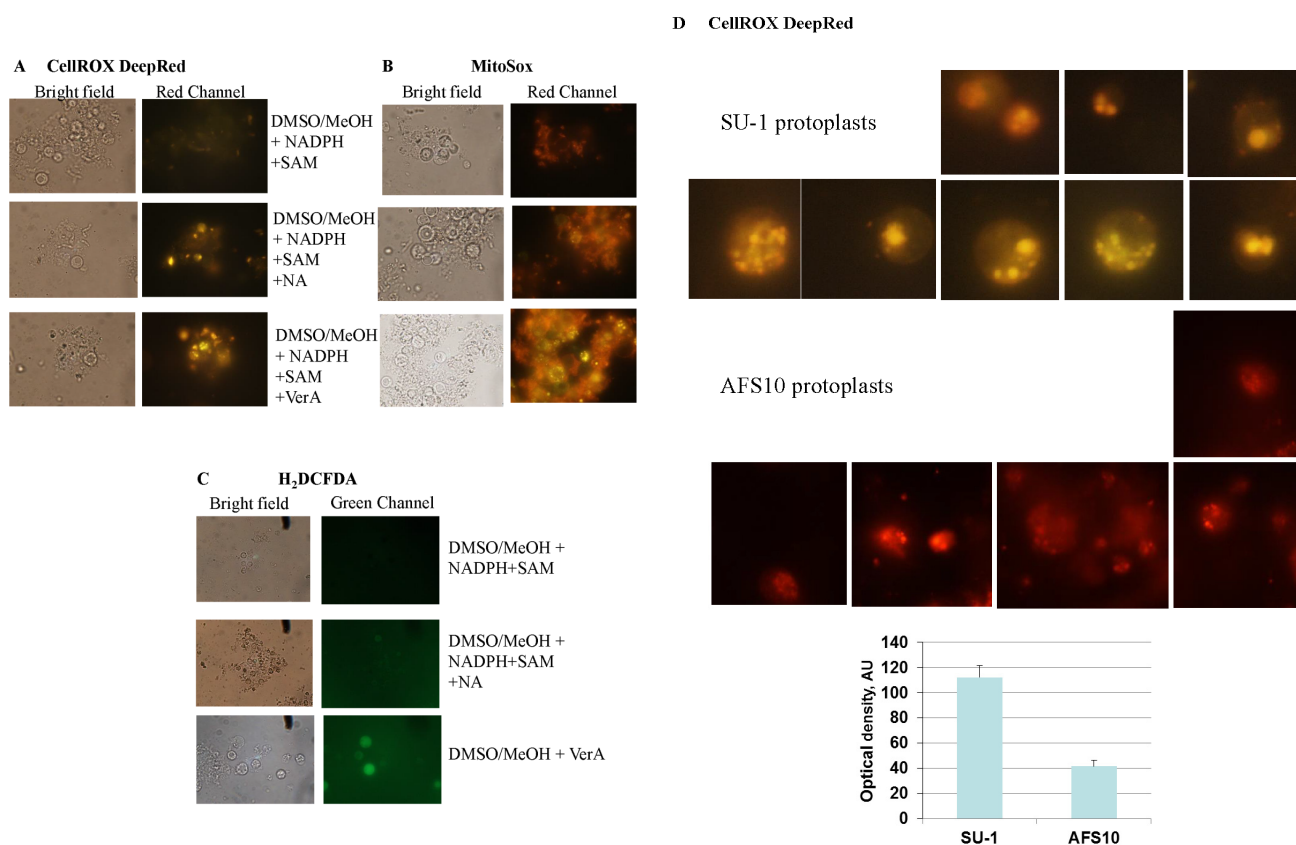 A CellROX DeepRed
Bright field Red Channel
DMSO/MeOH
+ NADPH
+SAM
DMSO/MeOH
+ NADPH
+SAM
+NA
DMSO/MeOH
+ NADPH
+SAM
+VerA
B MitoSox
Bright field Red Channel
C H₂DCFDA
Bright field Green Channel
DMSO/MeOH +
NADPH+SAM
DMSO/MeOH +
NADPH+SAM
+NA
DMSO/MeOH + VerA
D CellROX DeepRed
SU-1 protoplasts
AFS10 protoplasts
Optical density, AU
140
120
100
80
60
40
20
0
SU-1 AFS10